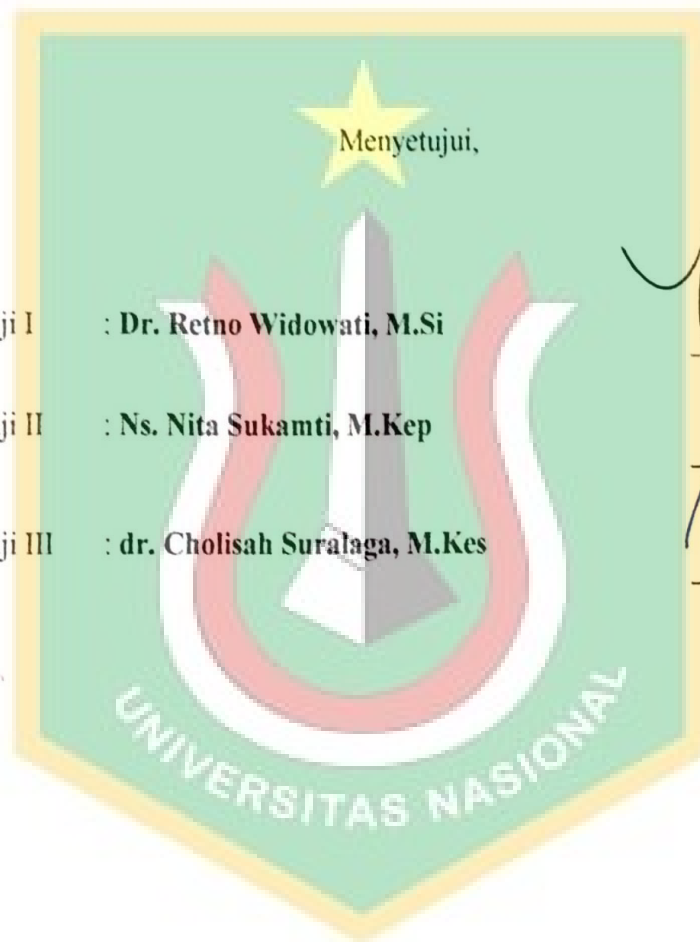 Menyetujui,
ji I : Dr. Retno Widowati, M.Si
ji II : Ns. Nita Sukamti, M.Kep
ji III : dr. Cholisah Suralaga, M.Kes
UNIVERSITAS NASIONAL